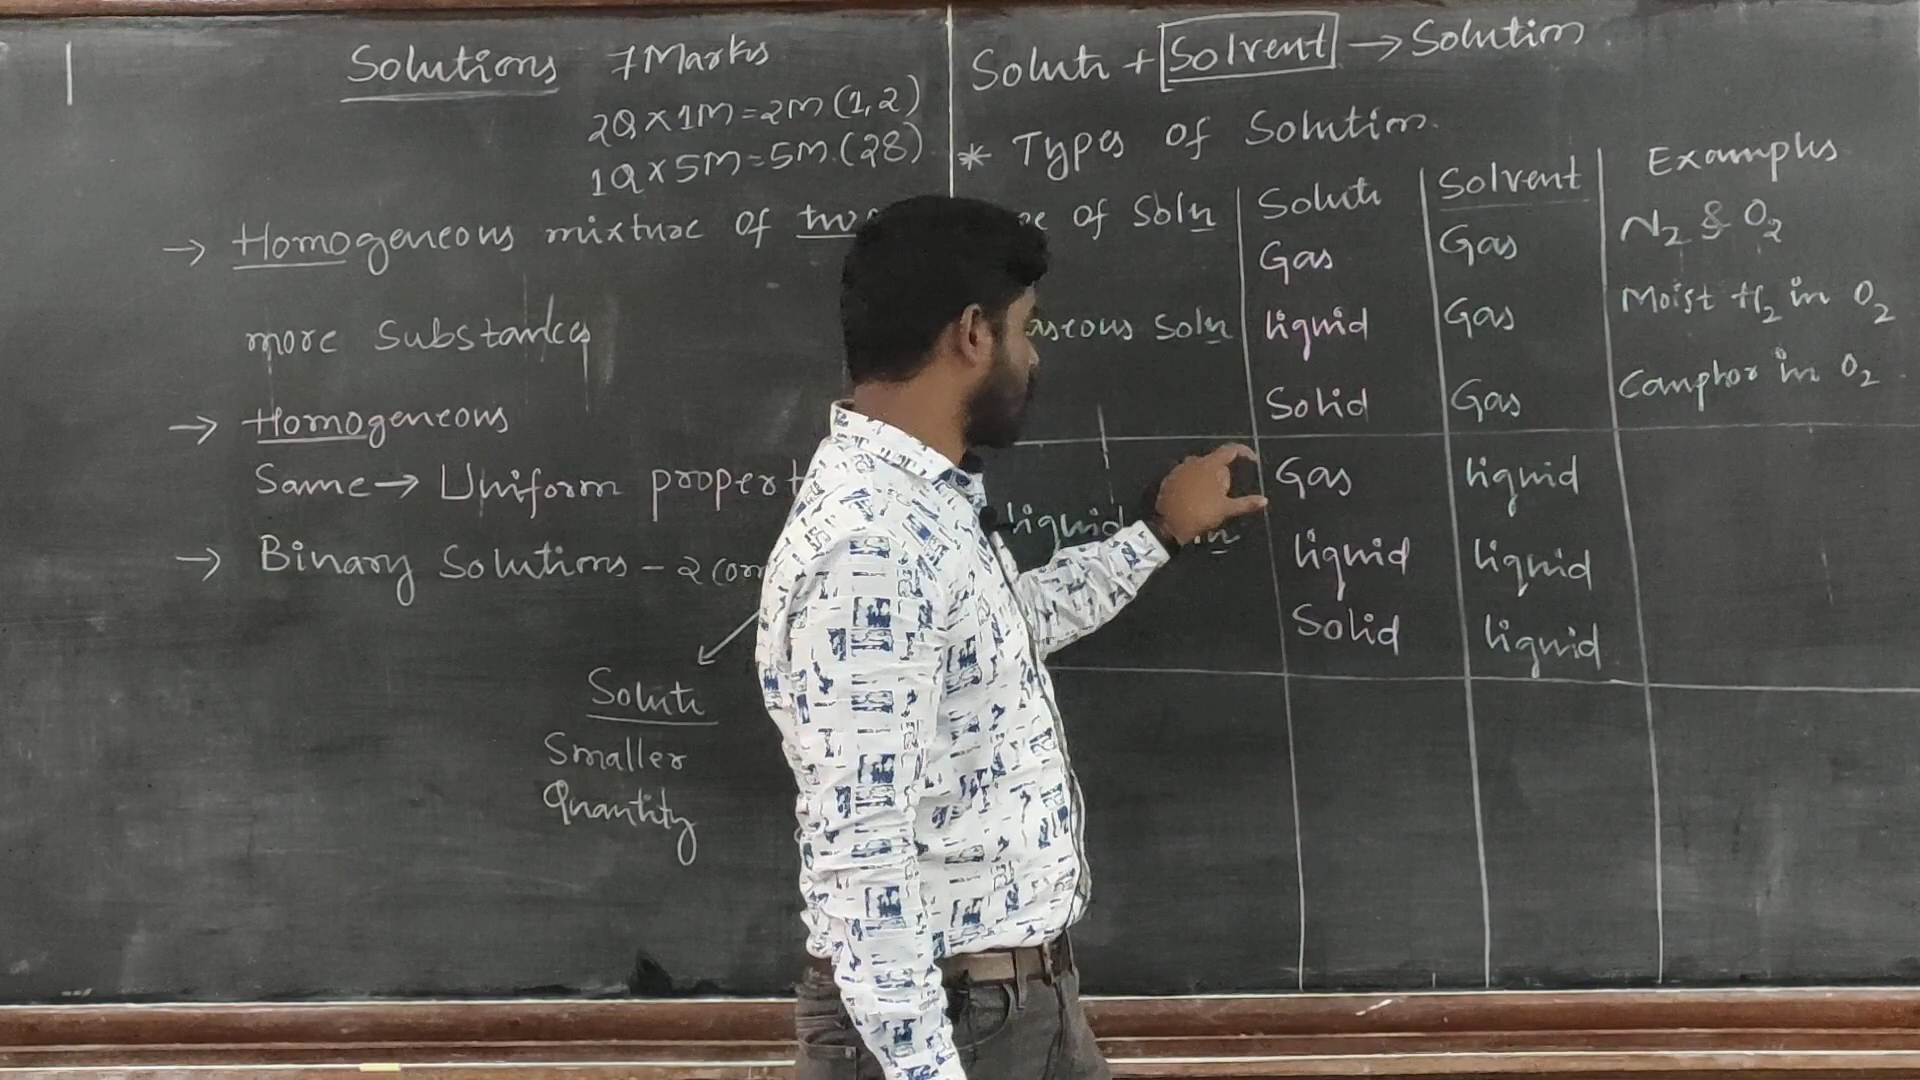 Solutions 7 Marks
2Q x 1M = 2M (1,2)
1Q x 5M = 5M (28)
→ Homogeneous mixture of
more Substances
→ Homogeneous
Same → Uniform
→ Binary Solutions - 2
Solute
Smaller
Quantity
Solute + Solvent → Solution
* Types of Solution.
of Soln | Solute | Solvent | Examples
Gas | Gas | N2 & O2
Soln | liquid | Gas | Moist H2 in O2
Solid | Gas | Camphor in O2
Gas | liquid
liquid | liquid | liquid
Solid | liquid